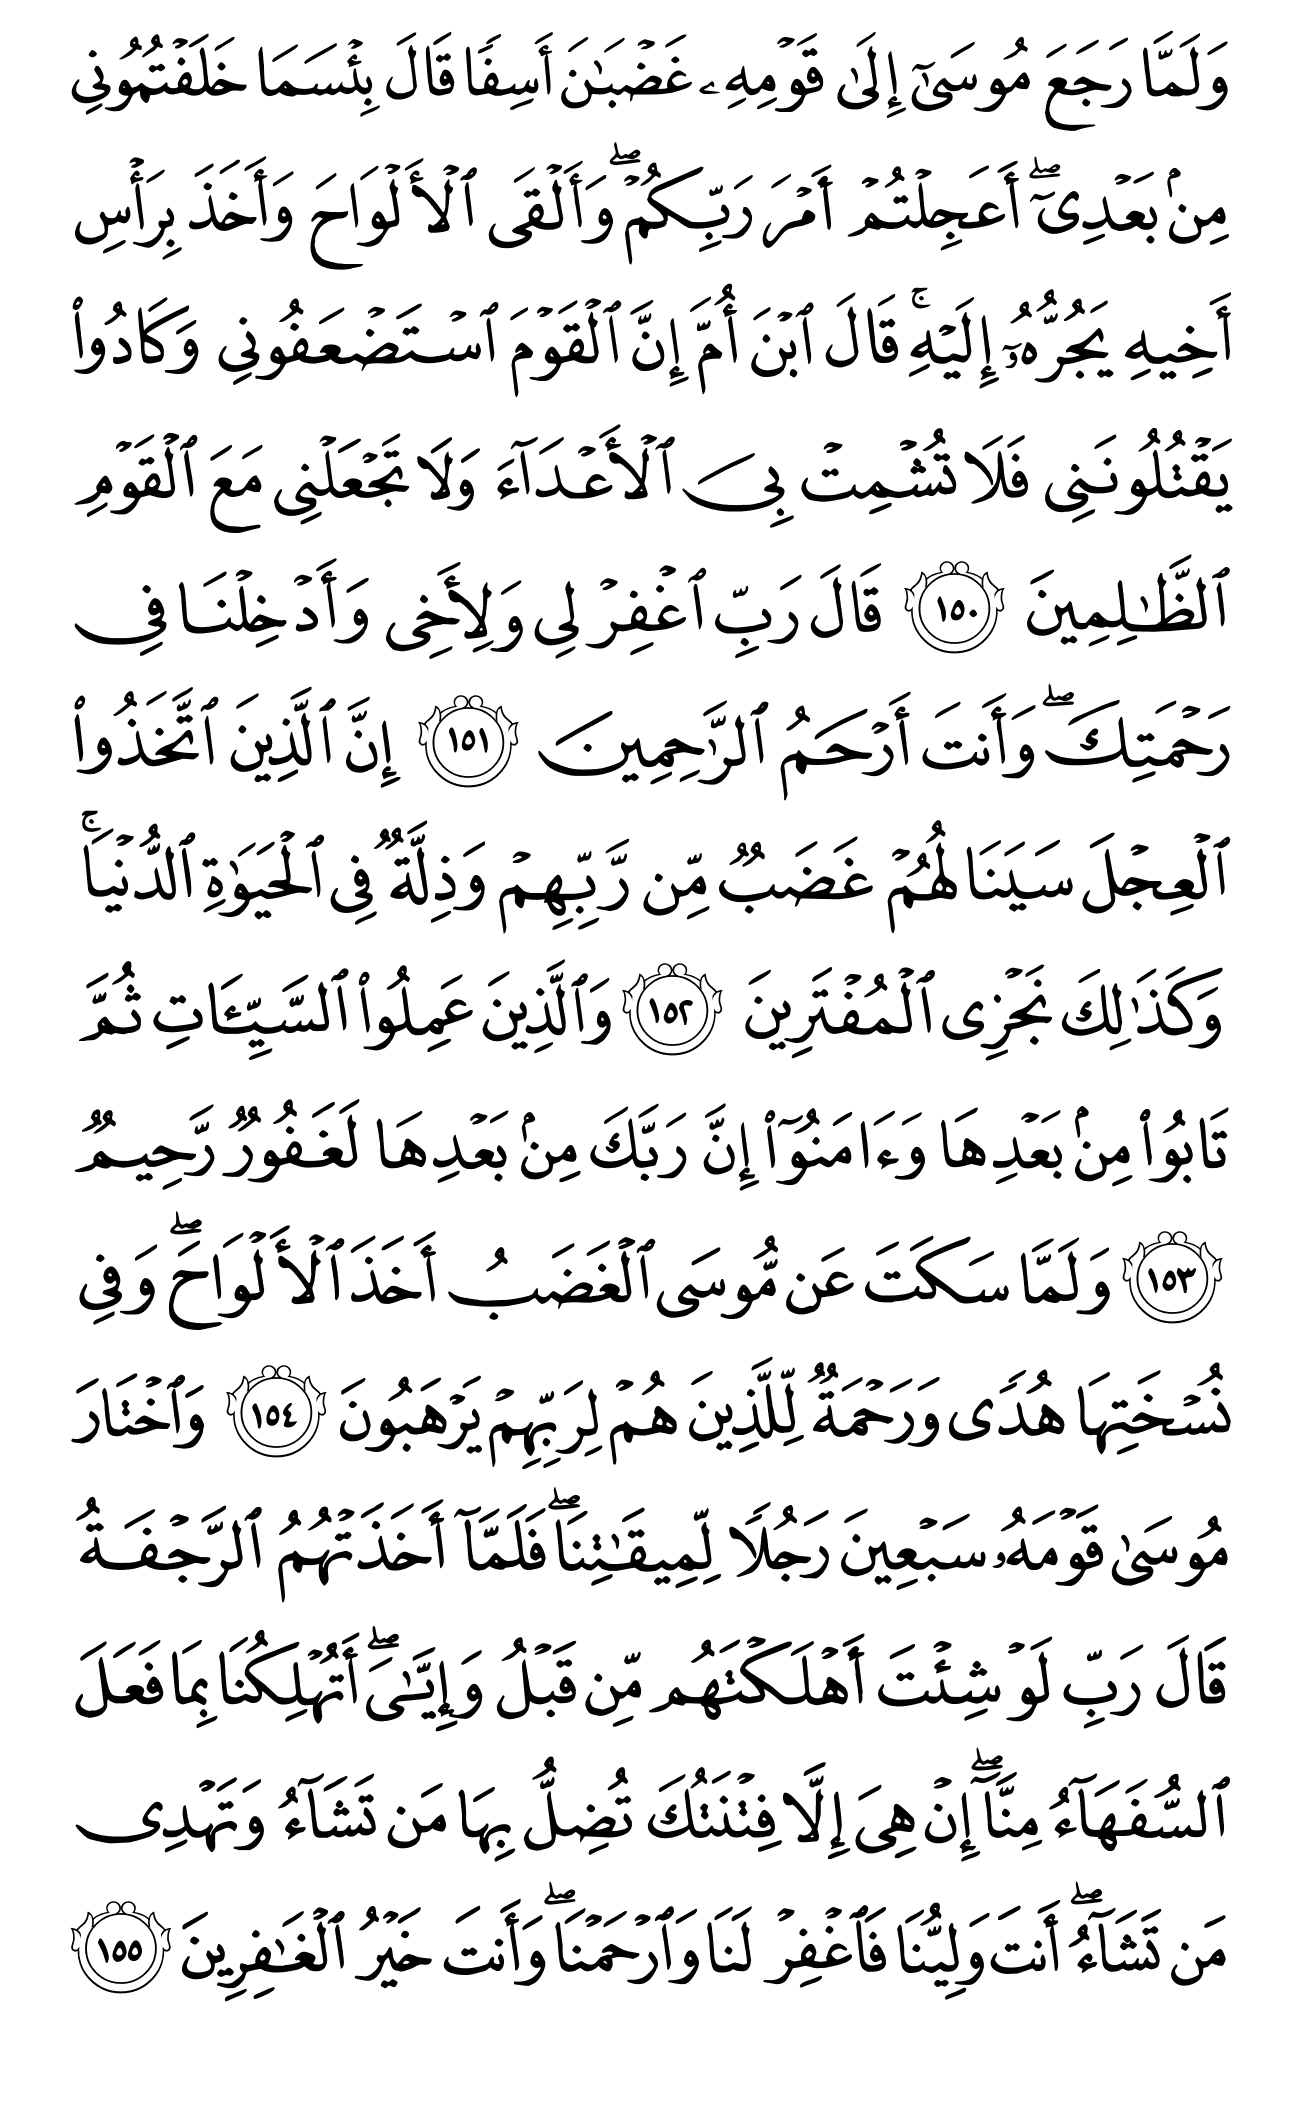 وَلَمَّا رَجَعَ مُوسَىٰٓ إِلَىٰ قَوۡمِهِۦ غَضۡبَٰنَ أَسِفٗا قَالَ بِئۡسَمَا خَلَفۡتُمُونِي
مِنۢ بَعۡدِيٓۖ أَعَجِلۡتُمۡ أَمۡرَ رَبِّكُمۡۖ وَأَلۡقَى ٱلۡأَلۡوَاحَ وَأَخَذَ بِرَأۡسِ
أَخِيهِ يَجُرُّهُۥٓ إِلَيۡهِۚ قَالَ ٱبۡنَ أُمَّ إِنَّ ٱلۡقَوۡمَ ٱسۡتَضۡعَفُونِي وَكَادُواْ
يَقۡتُلُونَنِي فَلَا تُشۡمِتۡ بِيَ ٱلۡأَعۡدَآءَ وَلَا تَجۡعَلۡنِي مَعَ ٱلۡقَوۡمِ
ٱلظَّٰلِمِينَ ١٥٠ قَالَ رَبِّ ٱغۡفِرۡ لِي وَلِأَخِي وَأَدۡخِلۡنَا فِي
رَحۡمَتِكَۖ وَأَنتَ أَرۡحَمُ ٱلرَّٰحِمِينَ ١٥١ إِنَّ ٱلَّذِينَ ٱتَّخَذُواْ
ٱلۡعِجۡلَ سَيَنَالُهُمۡ غَضَبٞ مِّن رَّبِّهِمۡ وَذِلَّةٞ فِي ٱلۡحَيَوٰةِ ٱلدُّنۡيَاۚ
وَكَذَٰلِكَ نَجۡزِي ٱلۡمُفۡتَرِينَ ١٥٢ وَٱلَّذِينَ عَمِلُواْ ٱلسَّيِّـَٔاتِ ثُمَّ
تَابُواْ مِنۢ بَعۡدِهَا وَءَامَنُوٓاْ إِنَّ رَبَّكَ مِنۢ بَعۡدِهَا لَغَفُورٞ رَّحِيمٞ
١٥٣ وَلَمَّا سَكَتَ عَن مُّوسَى ٱلۡغَضَبُ أَخَذَ ٱلۡأَلۡوَاحَۖ وَفِي
نُسۡخَتِهَا هُدٗى وَرَحۡمَةٞ لِّلَّذِينَ هُمۡ لِرَبِّهِمۡ يَرۡهَبُونَ ١٥٤ وَٱخۡتَارَ
مُوسَىٰ قَوۡمَهُۥ سَبۡعِينَ رَجُلٗا لِّمِيقَٰتِنَاۖ فَلَمَّآ أَخَذَتۡهُمُ ٱلرَّجۡفَةُ
قَالَ رَبِّ لَوۡ شِئۡتَ أَهۡلَكۡتَهُم مِّن قَبۡلُ وَإِيَّٰيَۖ أَتُهۡلِكُنَا بِمَا فَعَلَ
ٱلسُّفَهَآءُ مِنَّآۖ إِنۡ هِيَ إِلَّا فِتۡنَتُكَ تُضِلُّ بِهَا مَن تَشَآءُ وَتَهۡدِي
مَن تَشَآءُۖ أَنتَ وَلِيُّنَا فَٱغۡفِرۡ لَنَا وَٱرۡحَمۡنَاۖ وَأَنتَ خَيۡرُ ٱلۡغَٰفِرِينَ ١٥٥